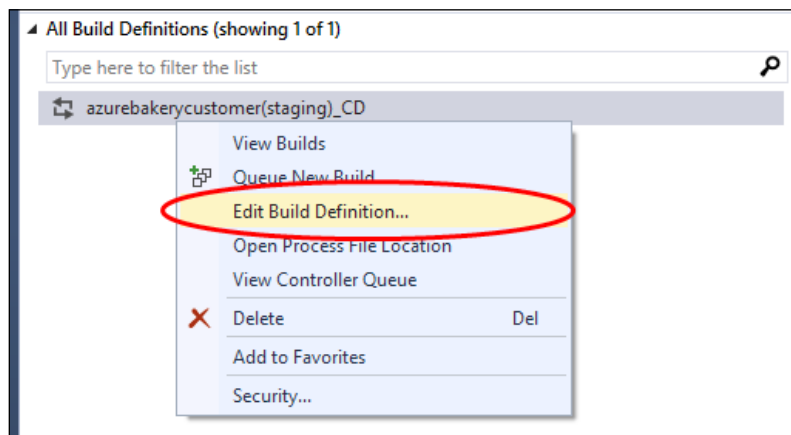 All Build Definitions (showing 1 of 1)
Type here to filter the list
azurebakerycustomer(staging)_CD
View Builds
Queue New Build...
Edit Build Definition...
Open Process File Location
View Controller Queue
Delete Del
Add to Favorites
Security...